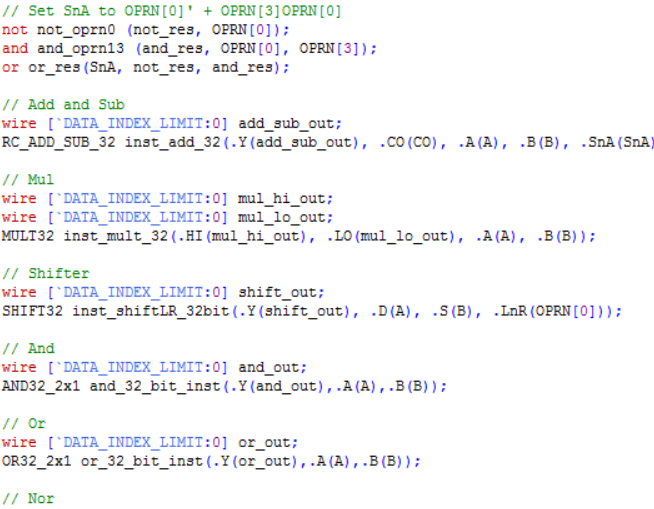 // Set SnA to OPRN[0]' + OPRN[3]OPRN[0]
not not_oprn0 (not_res, OPRN[0]);
and and_oprn13 (and_res, OPRN[0], OPRN[3]);
or or_res(SnA, not_res, and_res);
// Add and Sub
wire [`DATA_INDEX_LIMIT:0] add_sub_out;
RC_ADD_SUB_32 inst_add_32(.Y(add_sub_out), .CO(CO), .A(A), .B(B), .SnA(SnA)
// Mul
wire [`DATA_INDEX_LIMIT:0] mul_hi_out;
wire [`DATA_INDEX_LIMIT:0] mul_lo_out;
MULT32 inst_mult_32(.HI(mul_hi_out), .LO(mul_lo_out), .A(A), .B(B));
// Shifter
wire [`DATA_INDEX_LIMIT:0] shift_out;
SHIFT32 inst_shiftLR_32bit(.Y(shift_out), .D(A), .S(B), .LnR(OPRN[0]));
// And
wire [`DATA_INDEX_LIMIT:0] and_out;
AND32_2x1 and_32_bit_inst(.Y(and_out),.A(A),.B(B));
// Or
wire [`DATA_INDEX_LIMIT:0] or_out;
OR32_2x1 or_32_bit_inst(.Y(or_out),.A(A),.B(B));
// Nor